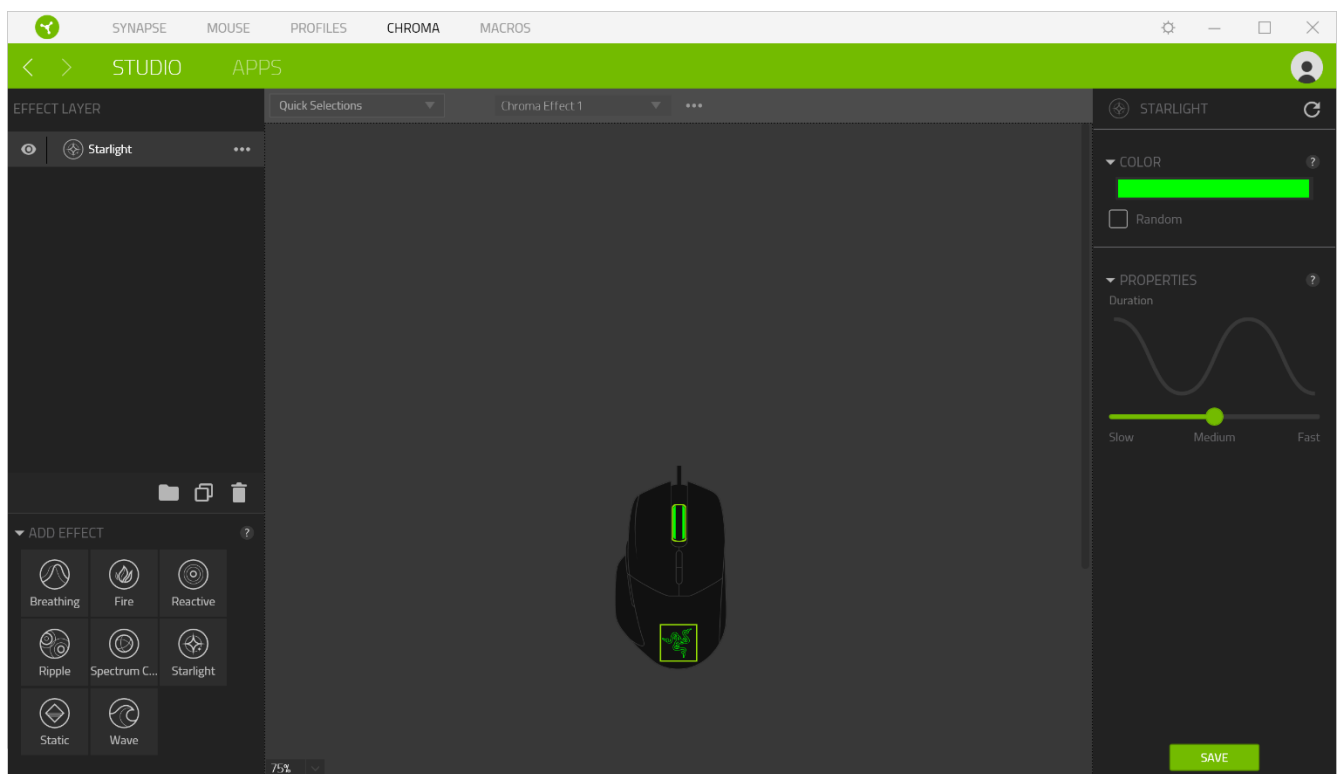 SYNAPSE MOUSE PROFILES CHROMA MACROS
STUDIO APPS
EFFECT LAYER
Quick Selections
Chroma Effect 1
STARLIGHT
Starlight
COLOR ?
Random
PROPERTIES ?
Duration
Slow Medium Fast
ADD EFFECT ?
Breathing Fire Reactive
Ripple Spectrum C... Starlight
Static Wave
75%
SAVE